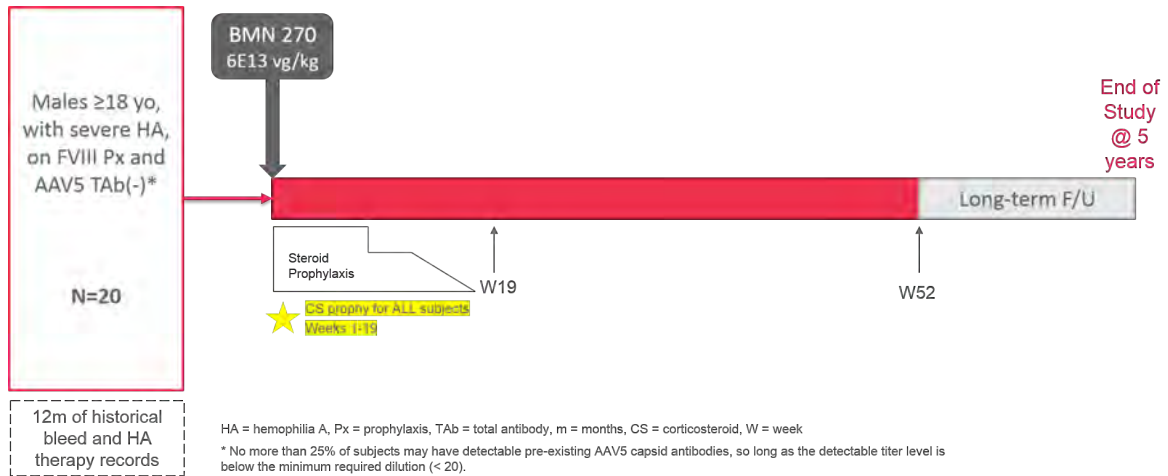 BMN 270
6E13 vg/kg
Males ≥18 yo,
with severe HA,
on FVIII Px and
AAV5 TAb(-)*
N=20
End of
Study
@ 5
years
Long-term F/U
Steroid
Prophylaxis
W19
W52
CS prophy for ALL subjects
Weeks 1-19
12m of historical
bleed and HA
therapy records
HA = hemophilia A, Px = prophylaxis, TAb = total antibody, m = months, CS = corticosteroid, W = week
* No more than 25% of subjects may have detectable pre-existing AAV5 capsid antibodies, so long as the detectable titer level is
below the minimum required dilution (< 20).